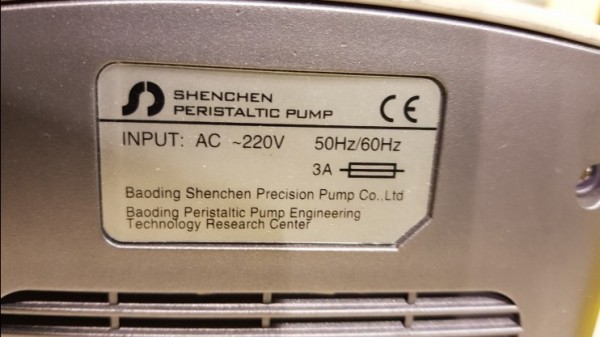 SHENCHEN
PERISTALTIC PUMP
CE
INPUT: AC ~220V 50Hz/60Hz
3A
Baoding Shenchen Precision Pump Co.,Ltd
Baoding Peristaltic Pump Engineering
Technology Research Center